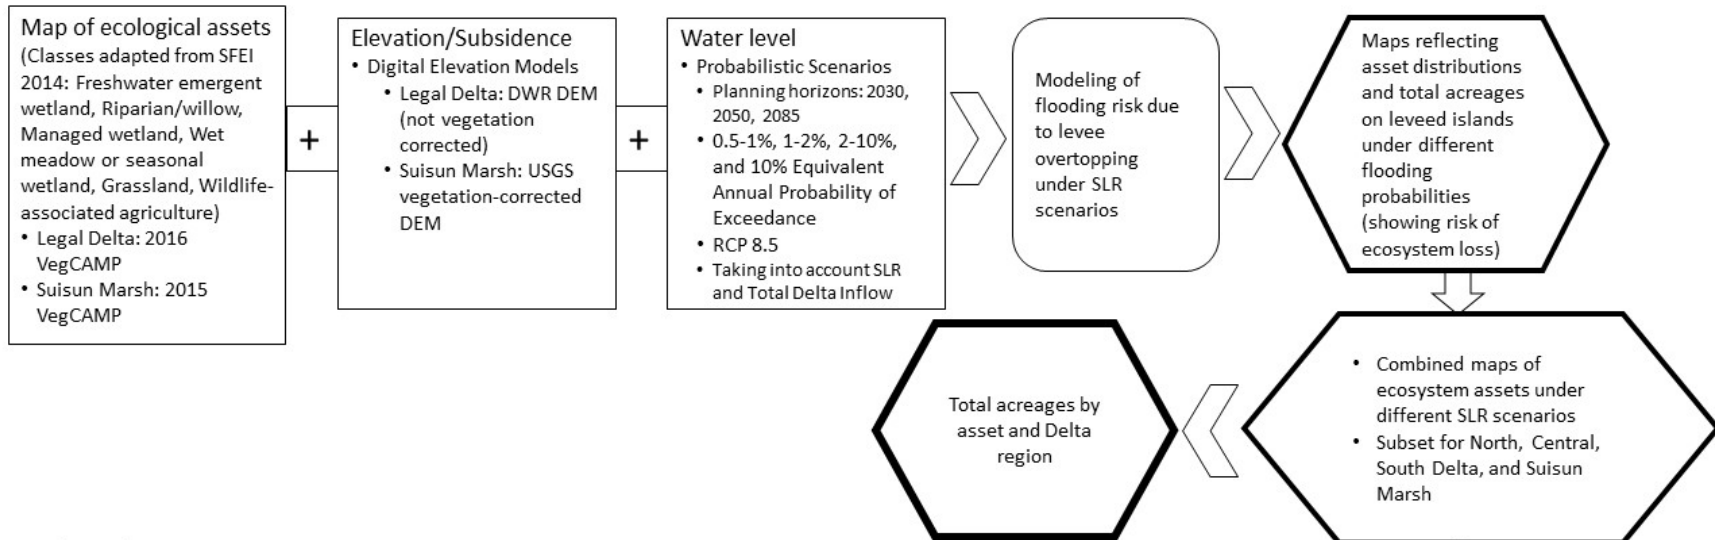 Map of ecological assets
(Classes adapted from SFEI
2014: Freshwater emergent
wetland, Riparian/willow,
Managed wetland, Wet
meadow or seasonal
wetland, Grassland, Wildlife-
associated agriculture)
• Legal Delta: 2016
VegCAMP
• Suisun Marsh: 2015
VegCAMP
+
Elevation/Subsidence
• Digital Elevation Models
• Legal Delta: DWR DEM
(not vegetation
corrected)
• Suisun Marsh: USGS
vegetation-corrected
DEM
+
Water level
• Probabilistic Scenarios
• Planning horizons: 2030,
2050, 2085
• 0.5-1%, 1-2%, 2-10%,
and 10% Equivalent
Annual Probability of
Exceedance
• RCP 8.5
• Taking into account SLR
and Total Delta Inflow
Modeling of
flooding risk due
to levee
overtopping
under SLR
scenarios
Maps reflecting
asset distributions
and total acreages
on leveed islands
under different
flooding
probabilities
(showing risk of
ecosystem loss)
• Combined maps of
ecosystem assets under
different SLR scenarios
• Subset for North, Central,
South Delta, and Suisun
Marsh
Total acreages by
asset and Delta
region